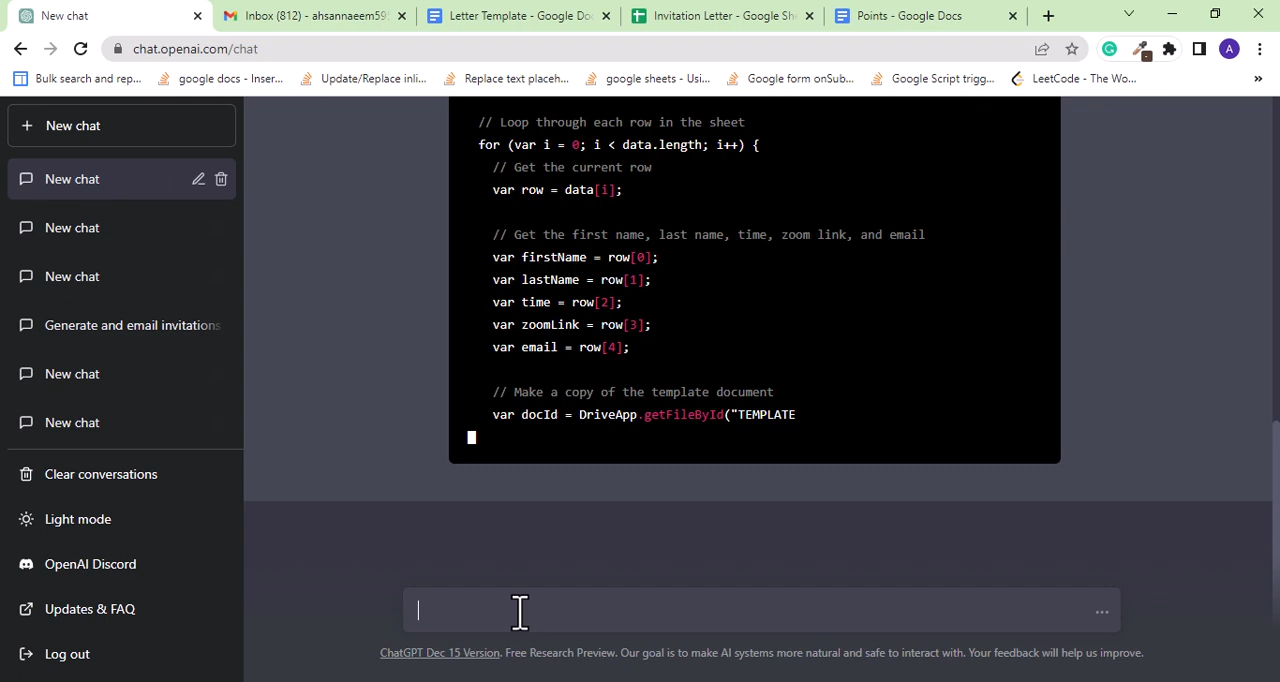 New chat
Inbox (812) - ahsannaeem59
Letter Template - Google Do
Invitation Letter - Google Sh
Points - Google Docs
chat.openai.com/chat
A
Bulk search and rep...
google docs - Inser...
Update/Replace inli...
Replace text placeh...
google sheets - Usi...
Google form onSub...
Google Script trigg...
LeetCode - The Wo...
»
New chat
New chat
New chat
New chat
Generate and email invitations
New chat
New chat
Clear conversations
Light mode
OpenAI Discord
Updates & FAQ
Log out
// Loop through each row in the sheet
for (var i = 0; i < data.length; i++) {
// Get the current row
var row = data[i];
// Get the first name, last name, time, zoom link, and email
var firstName = row[0];
var lastName = row[1];
var time = row[2];
var zoomLink = row[3];
var email = row[4];
// Make a copy of the template document
var docId = DriveApp.getFileById("TEMPLATE
ChatGPT Dec 15 Version. Free Research Preview. Our goal is to make AI systems more natural and safe to interact with. Your feedback will help us improve.